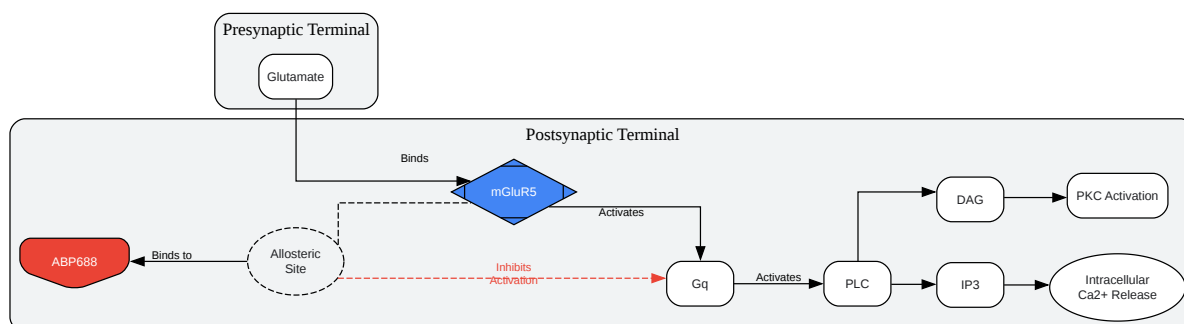 Presynaptic Terminal
Glutamate
Postsynaptic Terminal
Binds
mGluR5
Activates
DAG
PKC Activation
ABP688
Binds to
Allosteric
Site
Inhibits
Activation
Gq
Activates
PLC
IP3
Intracellular
Ca2+ Release